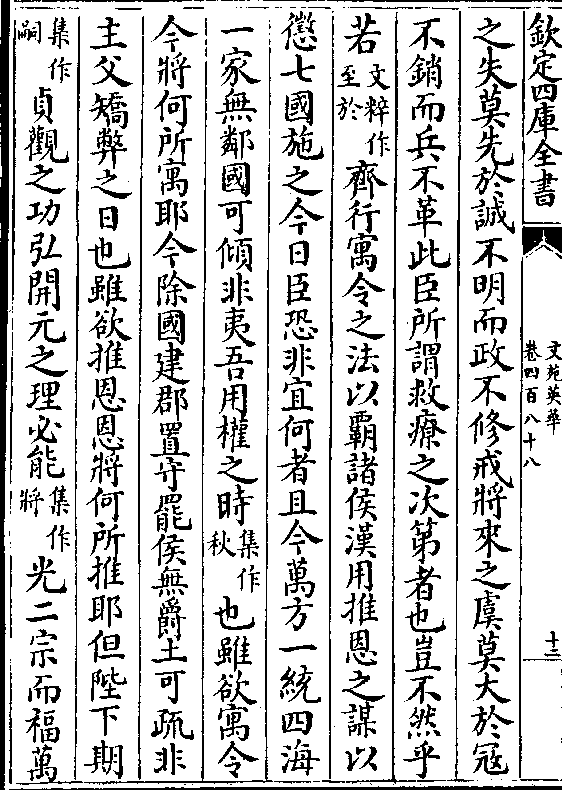 欽定四庫全書
文苑英華
卷四百八十八
十三
之失莫先於誠不明而政不修戒將來之虞莫大於寇
不銷而兵不革此臣所謂救療之次第者也豈不然乎
若文粹作至於齊行寓令之法以霸諸侯漢用推恩之謀以
懲七國施之今日臣恐非宜何者且今萬方一統四海
一家無鄰國可傾非夷吾用權之時集作秋也雖欲寓令
今將何所寓耶今除國建郡置守罷侯無爵土可疏非
主父矯弊之日也雖欲推恩恩將何所推耶但陛下期
集作嗣貞觀之功弘開元之理必能集作將光二宗而福萬